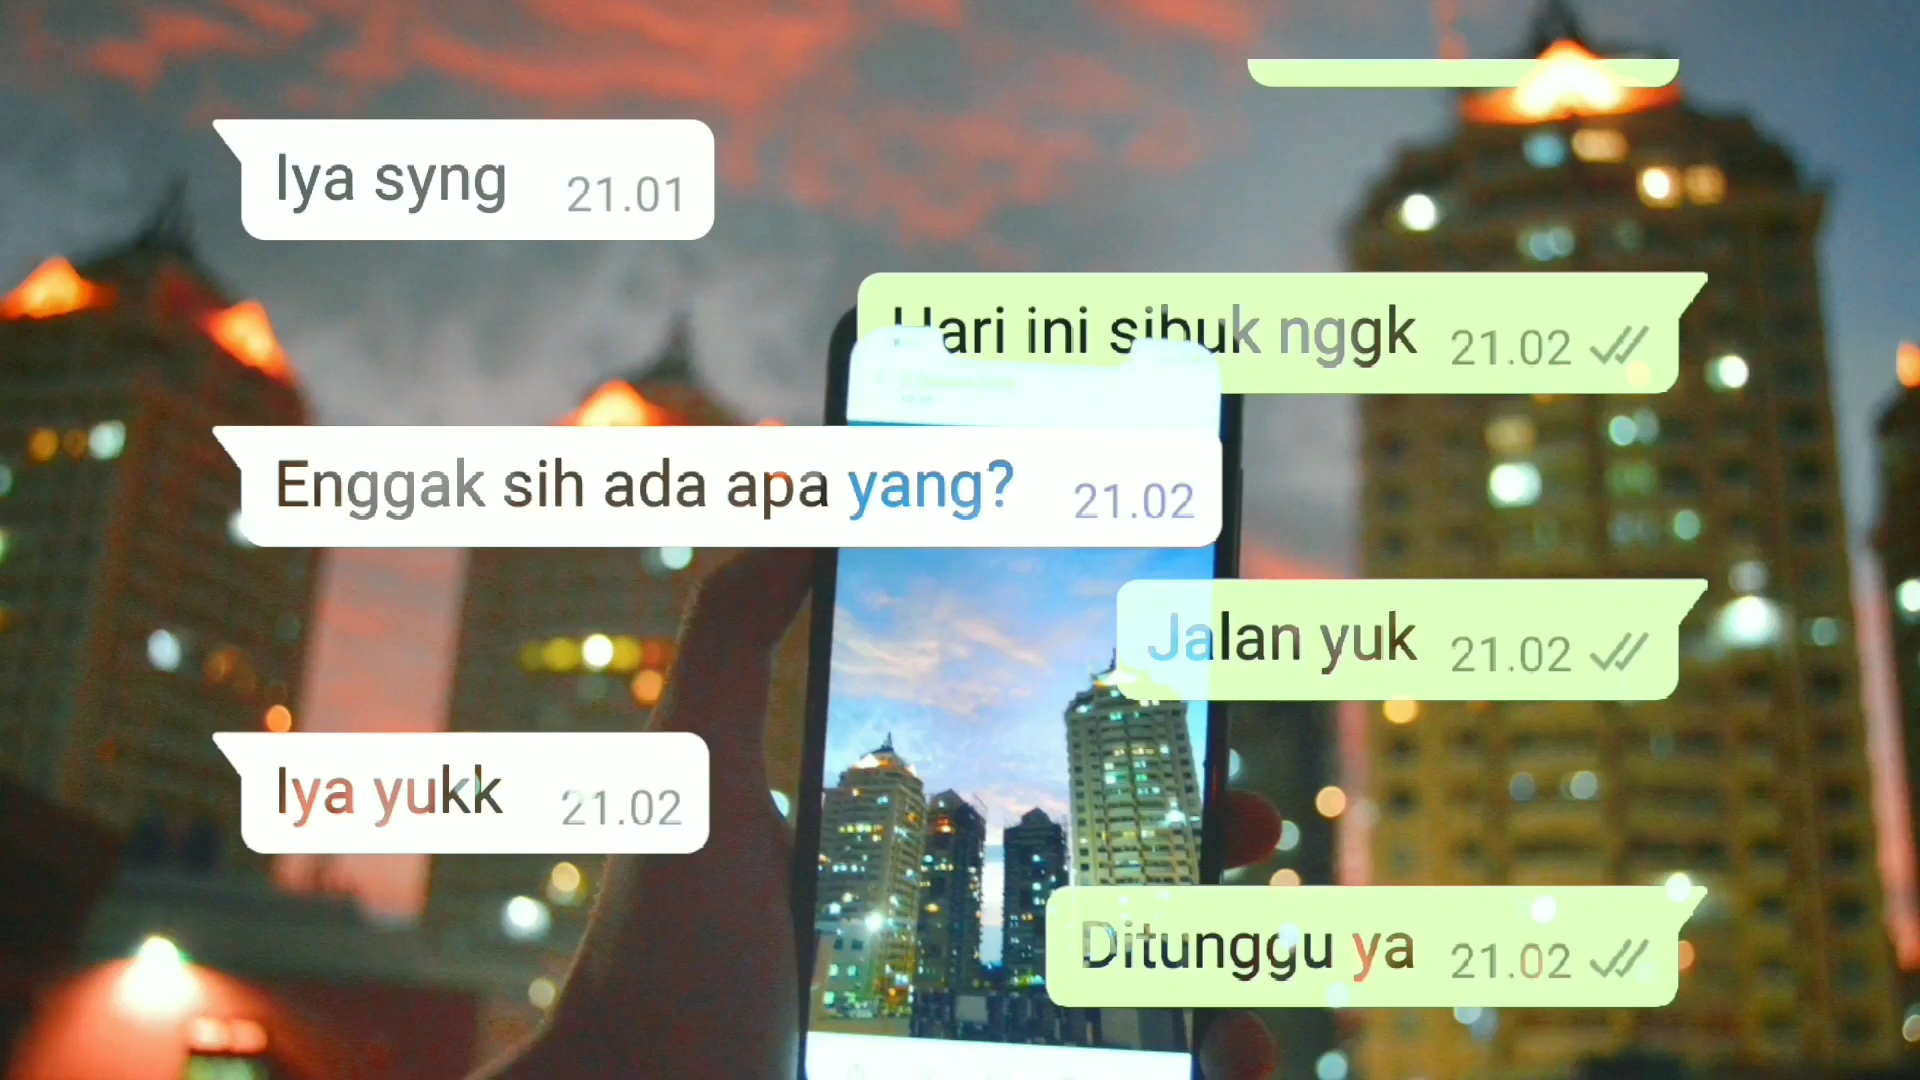 Iya syng 21.01
Hari ini sibuk nggk 21.02
Enggak sih ada apa yang? 21.02
Jalan yuk 21.02
Iya yukk 21.02
Ditunggu ya 21.02